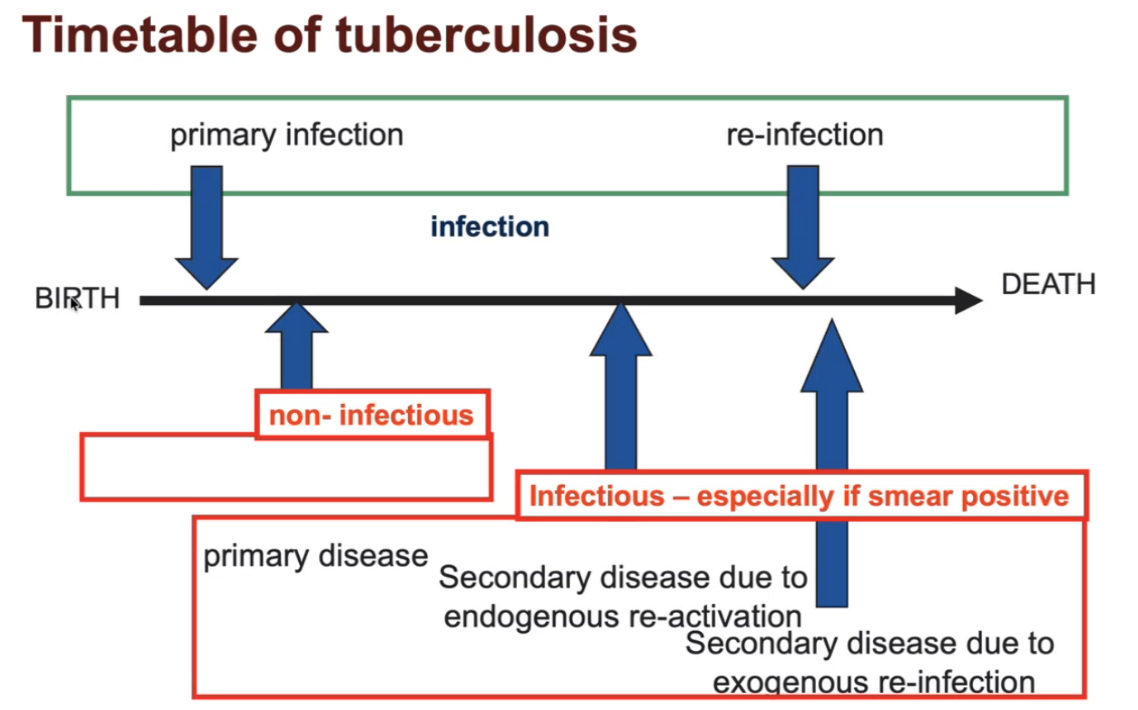 Timetable of tuberculosis
primary infection
re-infection
infection
BIRTH
DEATH
non- infectious
Infectious – especially if smear positive
primary disease
Secondary disease due to
endogenous re-activation
Secondary disease due to
exogenous re-infection